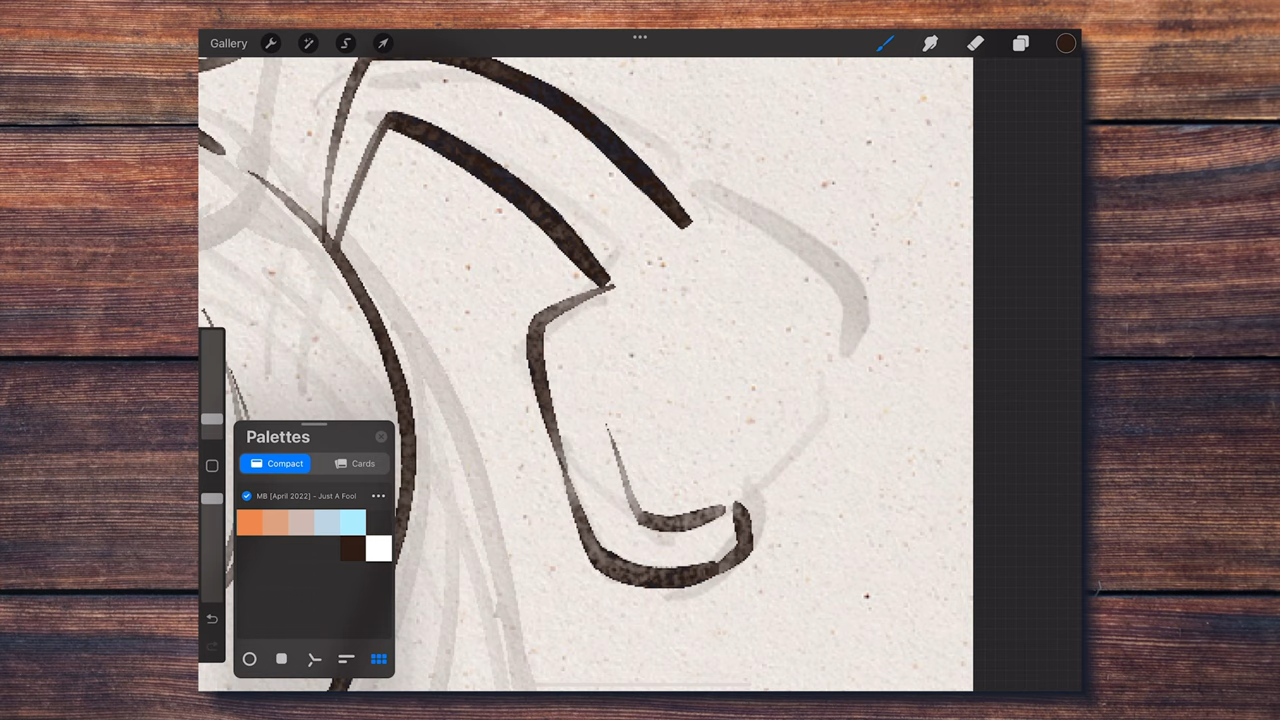 Gallery
Palettes
Compact
Cards
MB [April 2022] - Just A Fool